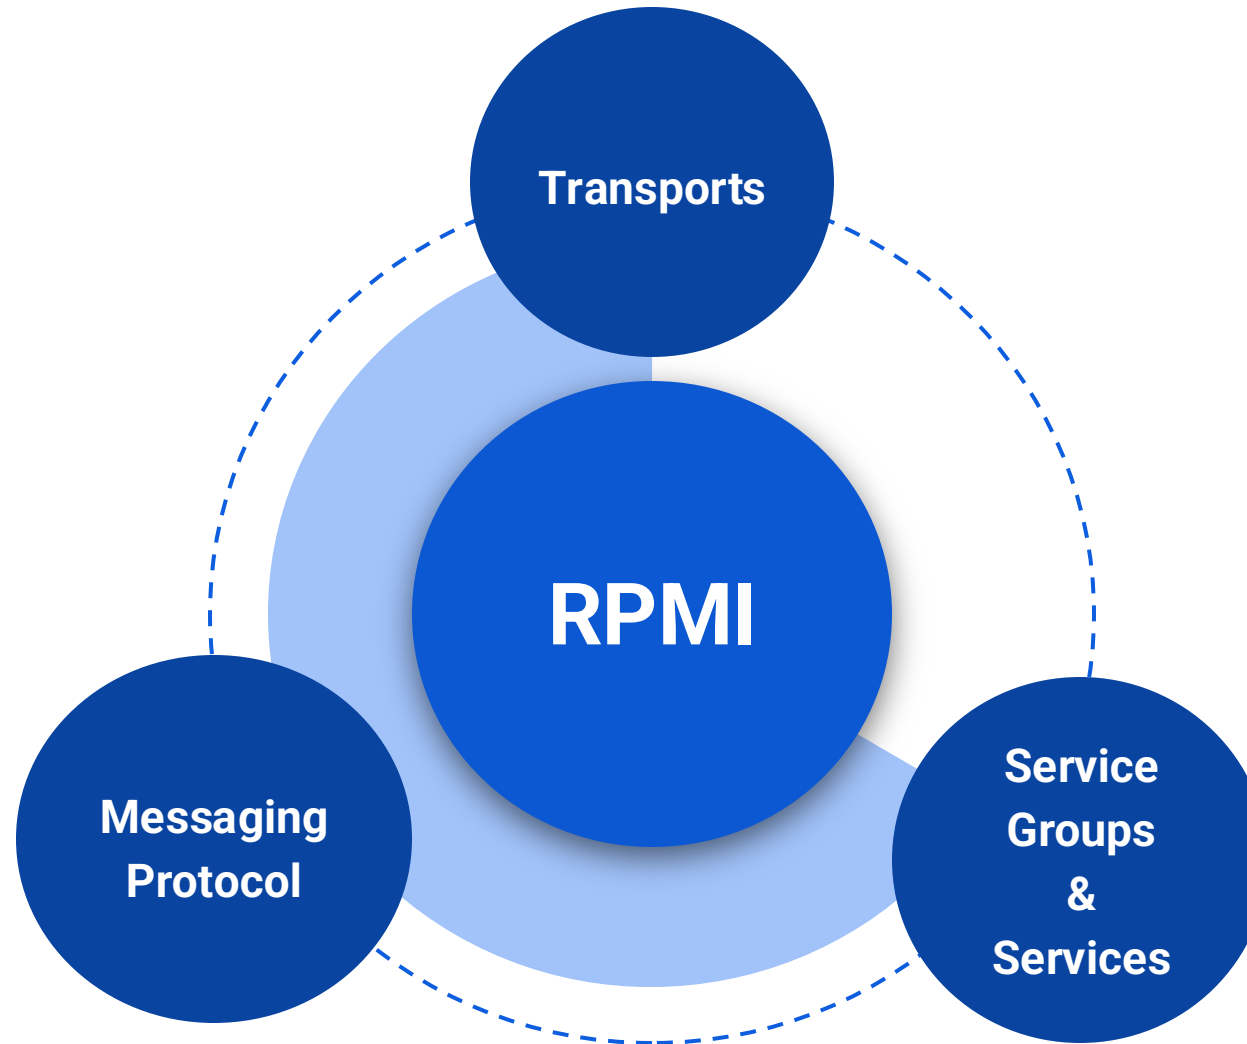 Transports
RPMI
Messaging
Protocol
Service
Groups
&
Services